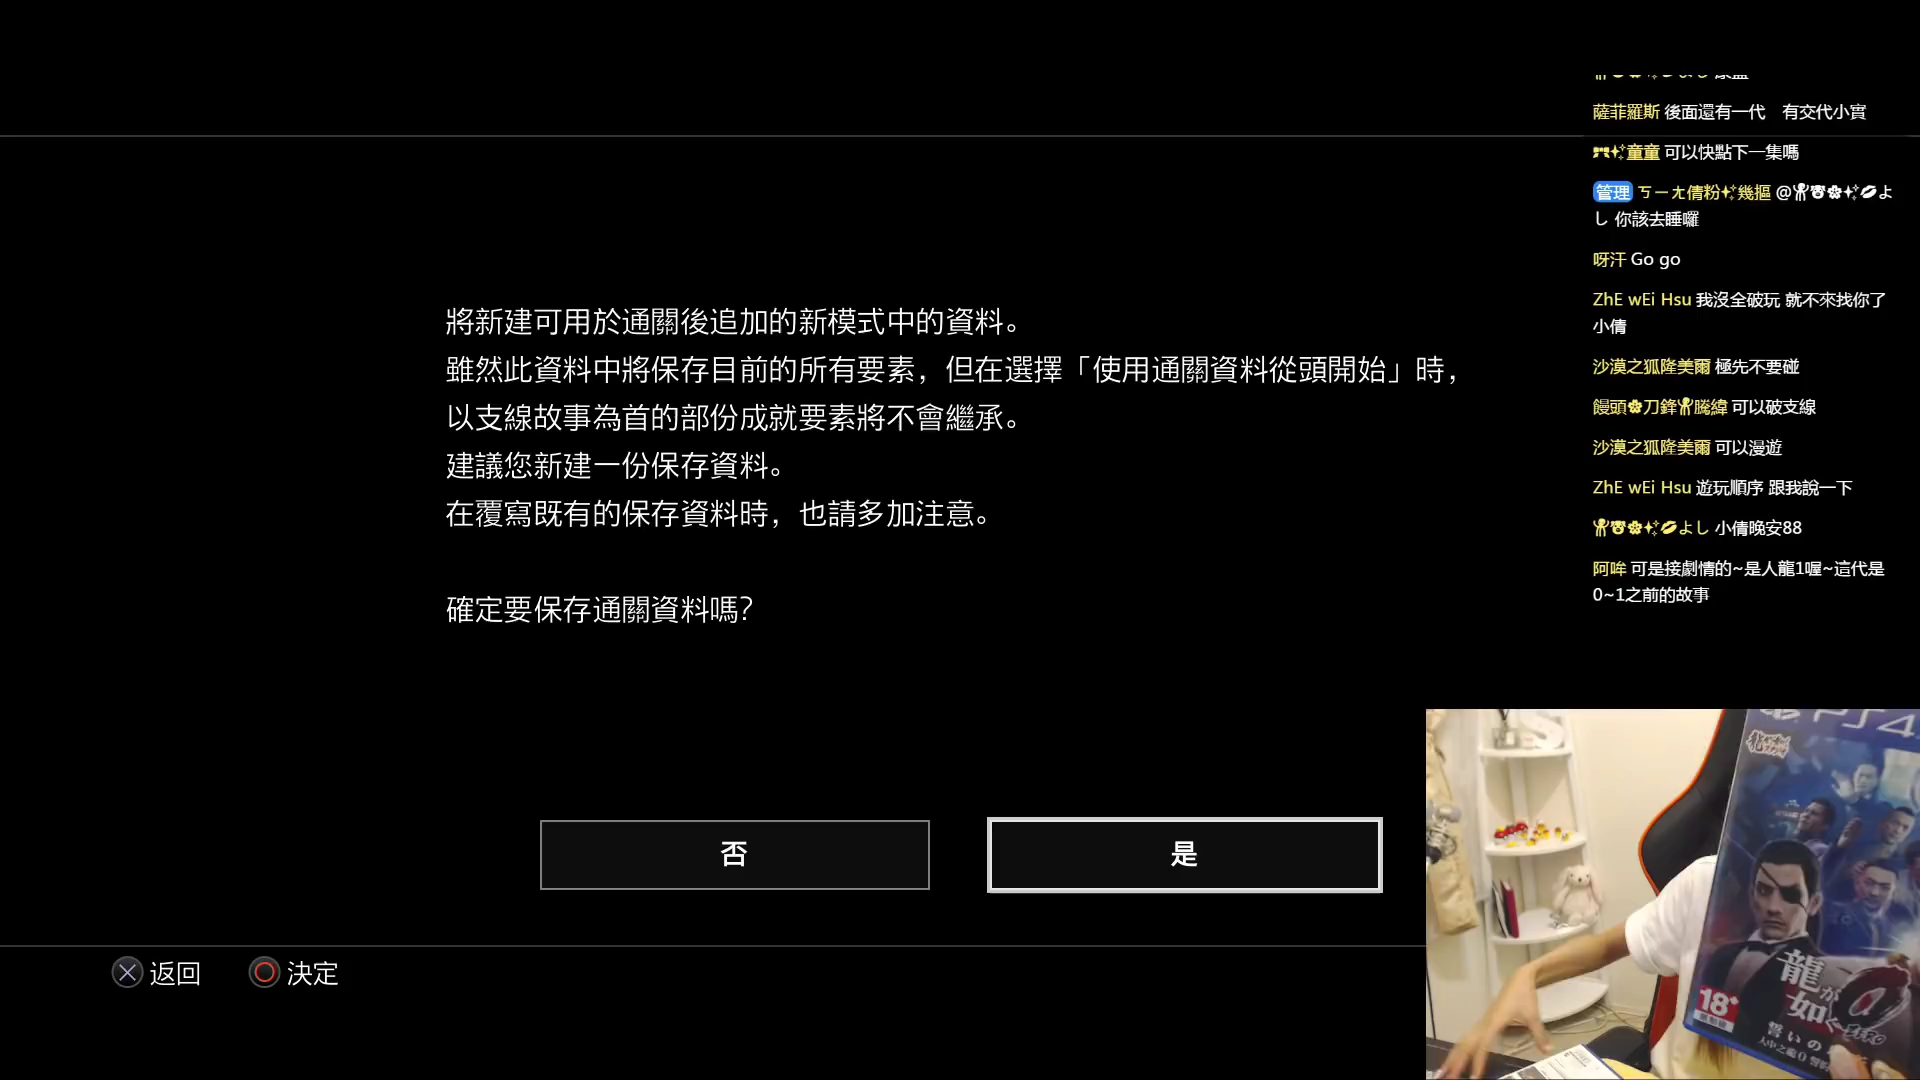 將新建可用於通關後追加的新模式中的資料。
雖然此資料中將保存目前的所有要素，但在選擇「使用通關資料從頭開始」時，
以支線故事為首的部份成就要素將不會繼承。
建議您新建一份保存資料。
在覆寫既有的保存資料時，也請多加注意。
確定要保存通關資料嗎？
否
是
返回
決定
薩菲羅斯 後面還有一代　有交代小實
童童 可以快點下一集嗎
管理 ㄎㄧㄤ倩粉✨幾摳 @よ
し 你該去睡囉
呀汗 Go go
ZhE wEi Hsu 我沒全破玩 就不來找你了
小倩
沙漠之狐隆美爾 極先不要碰
饅頭刀鋒騰緯 可以破支線
沙漠之狐隆美爾 可以漫遊
ZhE wEi Hsu 遊玩順序 跟我說一下
よし 小倩晚安88
阿哞 可是接劇情的~是人龍1喔~這代是
0~1之前的故事
PS4
龍が
如く
ZERO
誓いの
18+